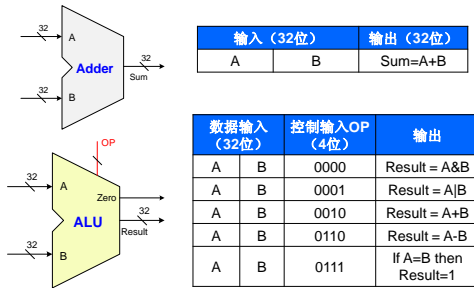 32
A
Adder
32
Sum
32
B
输入（32位） 输出（32位）
A B Sum=A+B
OP
32
A
Zero
ALU
32
Result
32
B
数据输入（32位） 控制输入OP（4位） 输出
A B 0000 Result = A&B
A B 0001 Result = A|B
A B 0010 Result = A+B
A B 0110 Result = A-B
A B 0111 If A=B then
Result=1